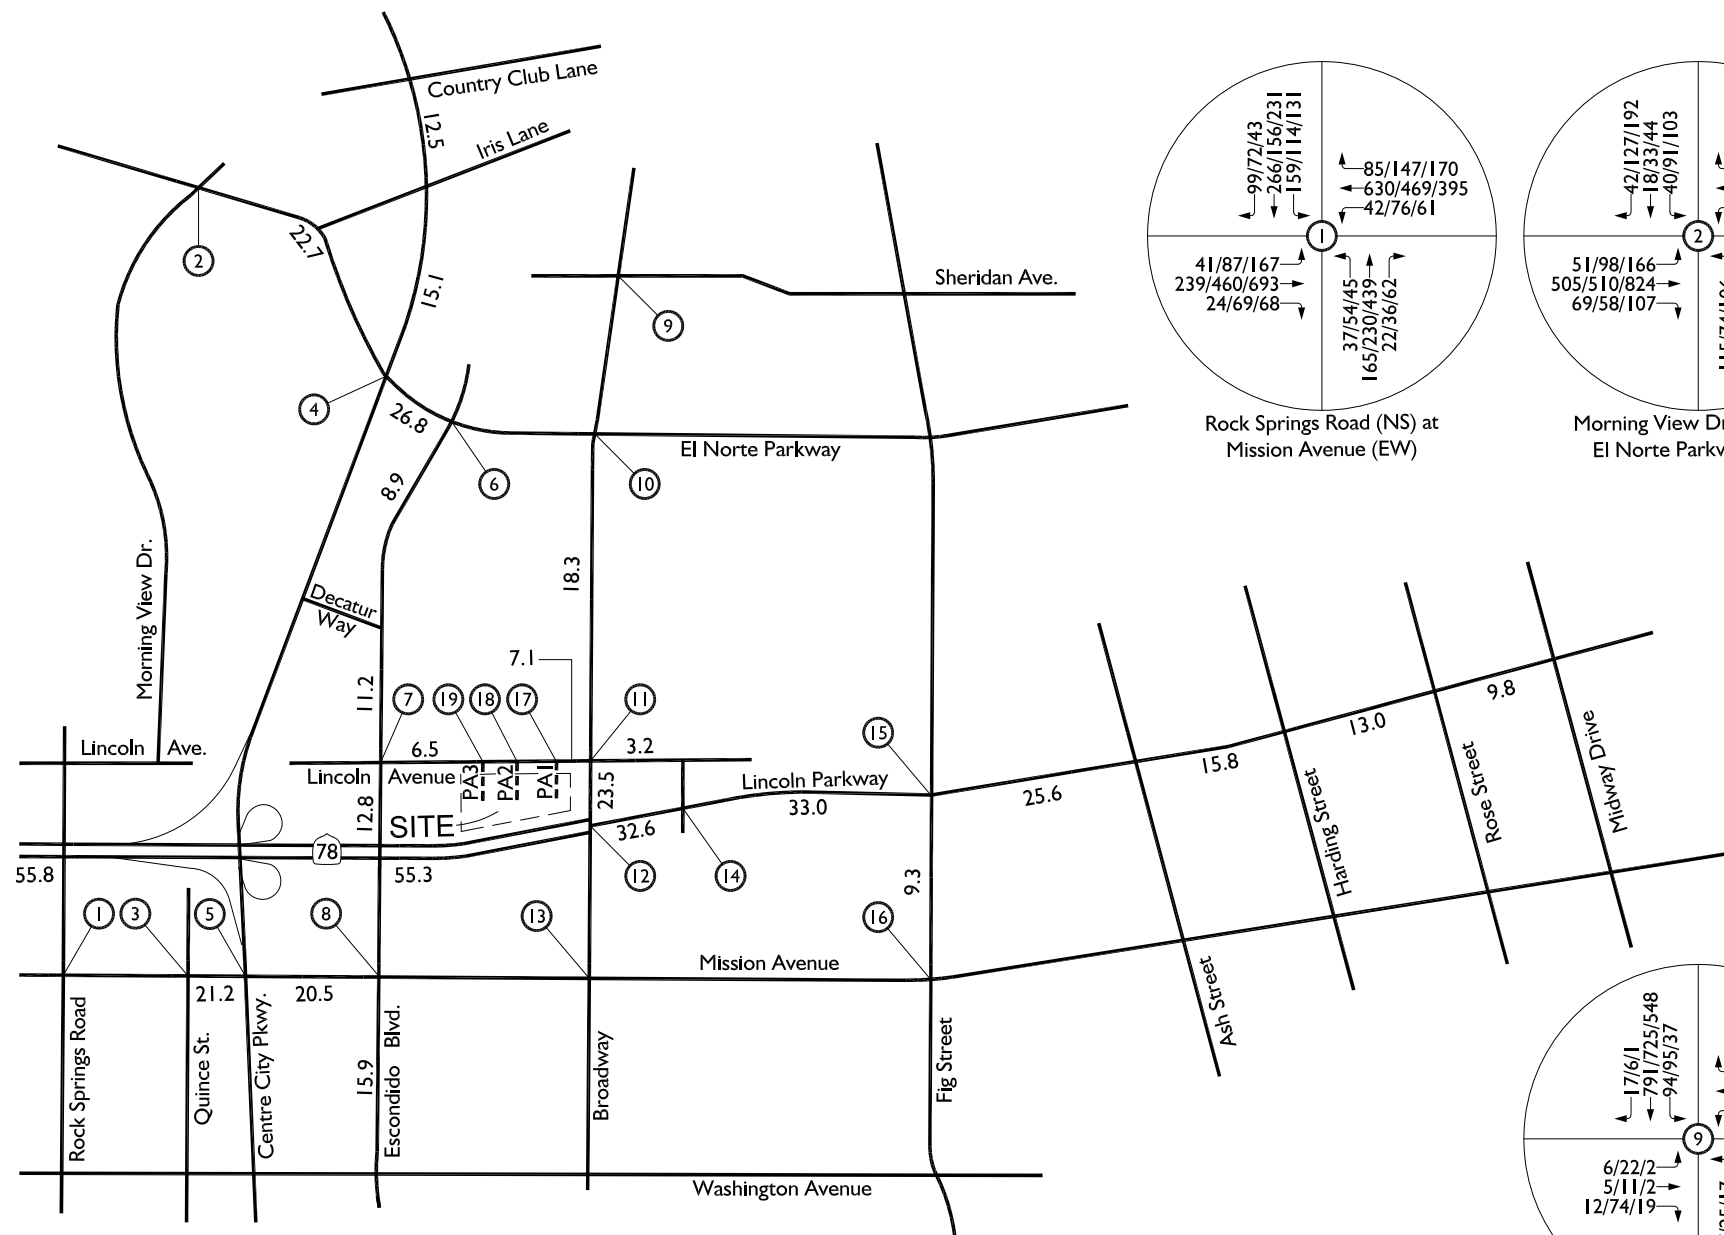 Country Club Lane
12.5
Iris Lane
22.7
2
15.1
Sheridan Ave.
9
4
26.8
El Norte Parkway
8.9
6
10
18.3
Morning View Dr.
Decatur
Way
7.1
11.2
7
19
18
17
11
15
Lincoln Ave.
6.5
3.2
Lincoln Avenue
PA3
PA2
PA1
23.5
Lincoln Parkway
33.0
25.6
15.8
13.0
9.8
12.8
SITE
32.6
78
55.8
55.3
12
14
9.3
Harding Street
Rose Street
Midway Drive
1
3
5
8
13
16
Mission Avenue
21.2
20.5
Ash Street
Rock Springs Road
Quince St.
Centre City Pkwy.
15.9
Escondido Blvd.
Broadway
Fig Street
Washington Avenue
99/72/43
266/156/231
159/114/131
85/147/170
630/469/395
42/76/61
1
41/87/167
239/460/693
24/69/68
37/54/45
165/230/439
22/36/62
Rock Springs Road (NS) at
Mission Avenue (EW)
42/127/192
18/33/44
40/91/103
2
51/98/166
505/510/824
69/58/107
Morning View D
El Norte Park
17/6/1
791/725/548
94/95/37
9
6/22/2
5/11/2
12/74/19